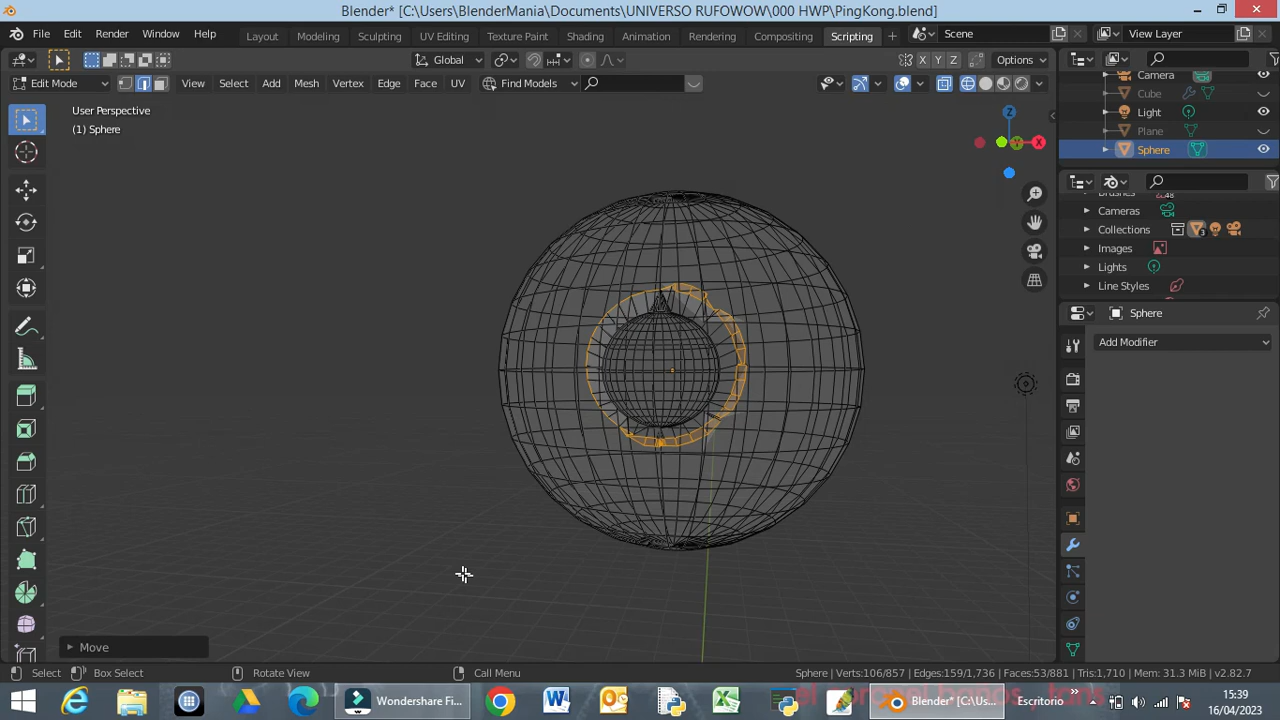 Blender* [C:\Users\BlenderMania\Documents\UNIVERSO RUFOWOW\000 HWP\PingKong.blend]
File Edit Render Window Help Layout Modeling Sculpting UV Editing Texture Paint Shading Animation Rendering Compositing Scripting Scene View Layer
Global X Y Z Options
Edit Mode View Select Add Mesh Vertex Edge Face UV Find Models
User Perspective
(1) Sphere
Z
X
Camera
Cube
Light
Plane
Sphere
Brushes
Cameras
Collections
Images
Lights
Line Styles
Sphere
Add Modifier
Move
Select Box Select Rotate View Call Menu Sphere | Verts:106/857 | Edges:159/1,736 | Faces:53/881 | Tris:1,710 | Mem: 31.3 MiB | v2.82.7
Wondershare Fi... Blender* [C:\Us... Escritorio
15:39
16/04/2023